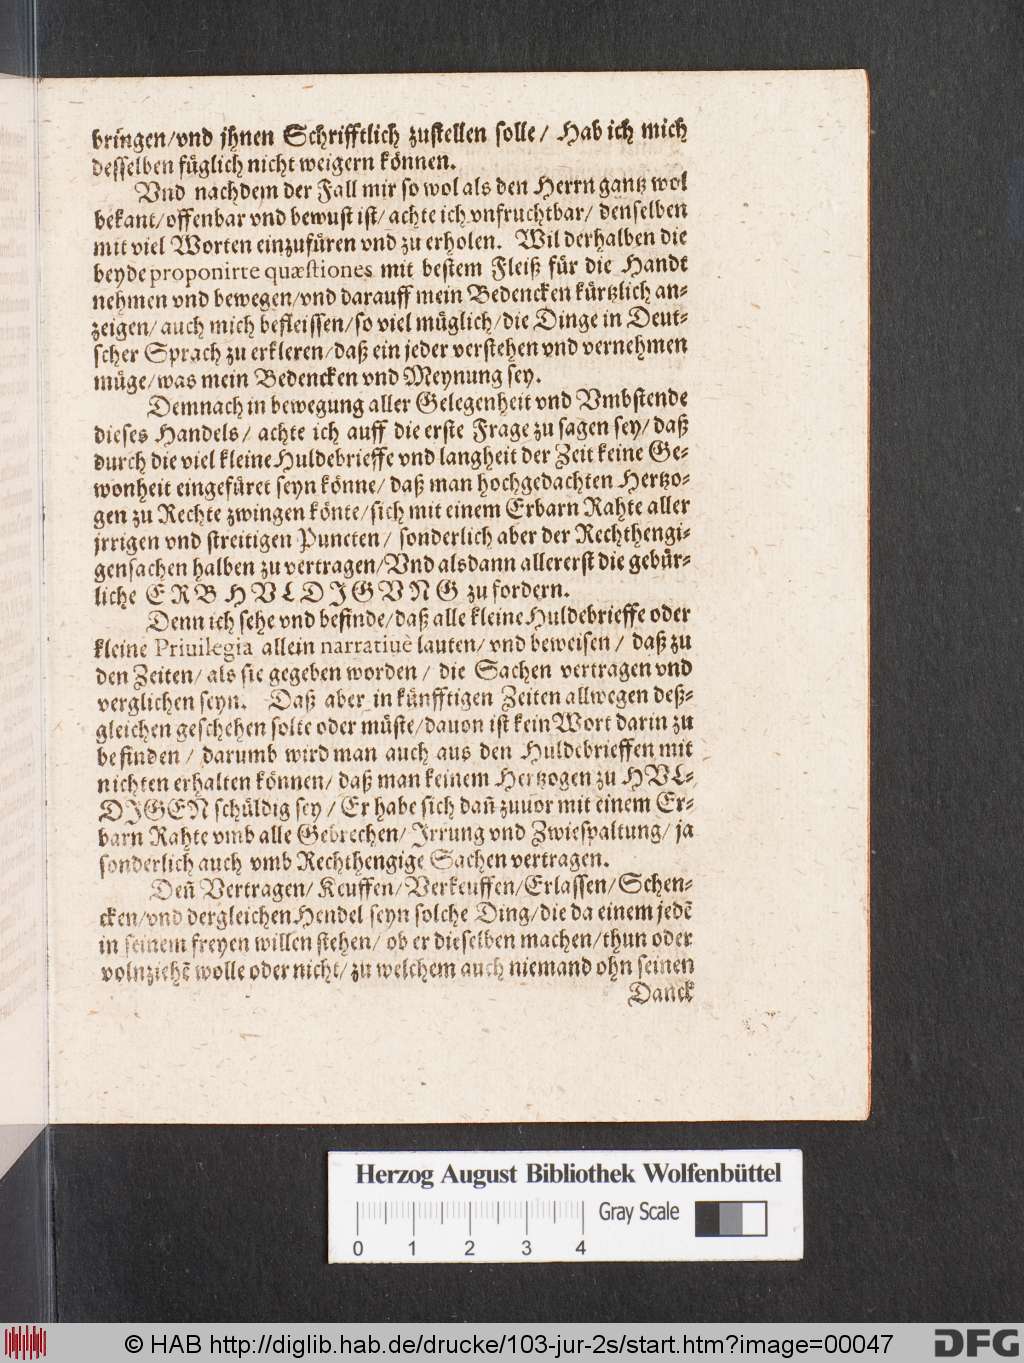 bringen/vnd jhnen Schrifftlich zustellen solle/ Hab ich mich
desselben füglich nicht weigern können.
Vnd nachdem der Fall mir so wol als den Herrn gantz wol
bekant/offenbar vnd bewust ist/ achte ich vnfruchtbar/ denselben
mit viel Worten einzufüren vnd zu erholen. Wil derhalben die
beyde proponirte quæstiones mit bestem Fleiß für die Handt
nehmen vnd bewegen/vnd darauff mein Bedencken kürtzlich an-
zeigen/ auch mich befleissen/so viel müglich/die Dinge in Deut-
scher Sprach zu erkleren/daß ein jeder verstehen vnd vernehmen
müge/was mein Bedencken vnd Meynung sey.
Demnach in bewegung aller Gelegenheit vnd Vmbstende
dieses Handels/ achte ich auff die erste Frage zu sagen sey/daß
durch die viel kleine Huldebrieffe vnd langheit der Zeit keine Ge-
wonheit eingefüret seyn könne/ daß man hochgedachten Hertzo-
gen zu Rechte zwingen könte/sich mit einem Erbarn Rahte aller
jrrigen vnd streitigen Puncten/ sonderlich aber der Rechthengi-
gensachen halben zu vertragen/Vnd alsdann allererst die gebür-
liche ERBHVLDIGVNG zu fordern.
Denn ich sehe vnd befinde/daß alle kleine Huldebrieffe oder
kleine Priuilegia allein narratiuè lauten/ vnd beweisen / daß zu
den Zeiten/ als sie gegeben worden / die Sachen vertragen vnd
verglichen seyn. Daß aber in künfftigen Zeiten allwegen deß-
gleichen geschehen solte oder müste/dauon ist kein Wort darin zu
befinden / darumb wird man auch aus den Huldebrieffen mit
nichten erhalten können/ daß man keinem Hertzogen zu HVL-
DIGEN schüldig sey / Er habe sich dañ zuuor mit einem Er-
barn Rahte vmb alle Gebrechen/ Irrung vnd Zwiespaltung/ ja
sonderlich auch vmb Rechthengige Sachen vertragen.
Deñ Vertragen/ Keuffen/Verkeuffen/Erlassen/Schen-
cken/vnd dergleichen Hendel seyn solche Ding/die da einem jedē
in seinem freyen willen stehen/ ob er dieselben machen/thun oder
volnziehē wolle oder nicht/ zu welchem auch niemand ohn seinen
Danck
Herzog August Bibliothek Wolfenbüttel
Gray Scale
0 1 2 3 4
© HAB http://diglib.hab.de/drucke/103-jur-2s/start.htm?image=00047
DFG